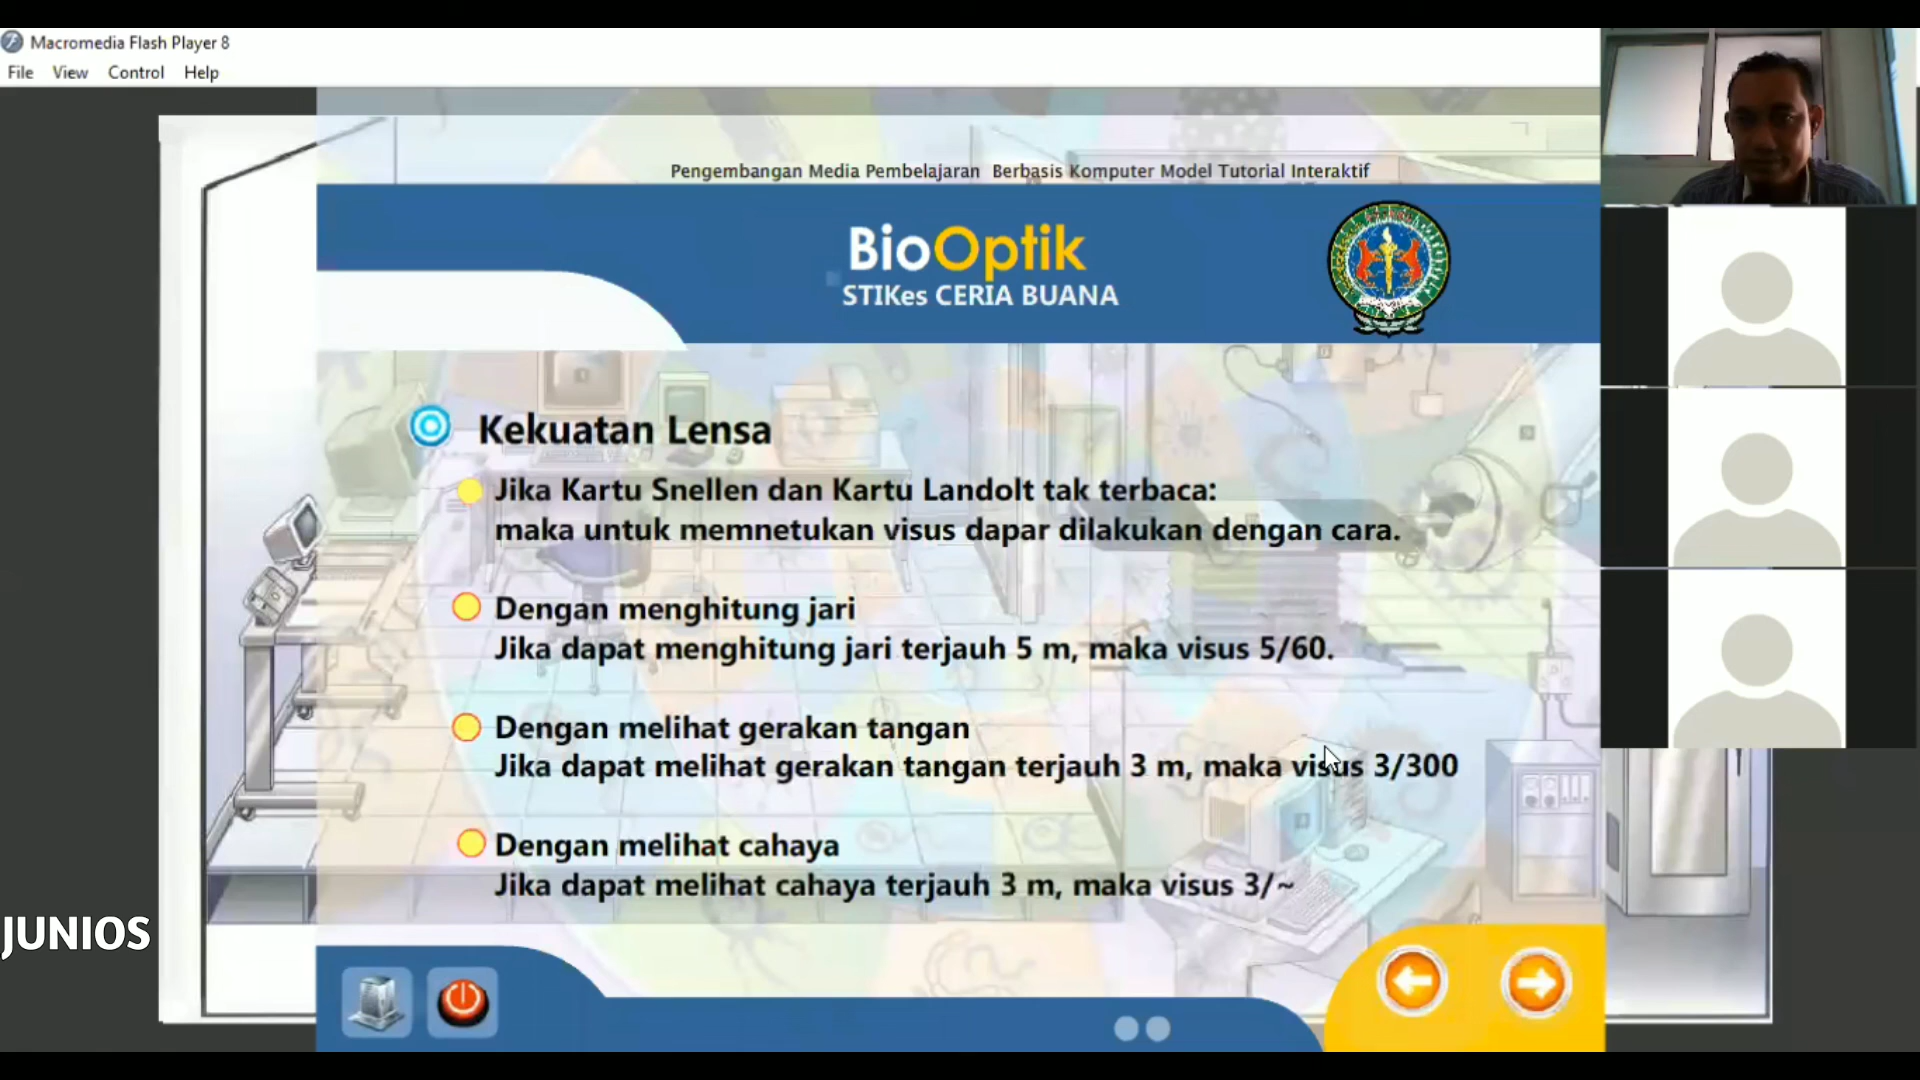 Macromedia Flash Player 8
File View Control Help
Pengembangan Media Pembelajaran Berbasis Komputer Model Tutorial Interaktif
BioOptik
STIKes CERIA BUANA
Kekuatan Lensa
Jika Kartu Snellen dan Kartu Landolt tak terbaca:
maka untuk memnetukan visus dapar dilakukan dengan cara.
Dengan menghitung jari
Jika dapat menghitung jari terjauh 5 m, maka visus 5/60.
Dengan melihat gerakan tangan
Jika dapat melihat gerakan tangan terjauh 3 m, maka visus 3/300
Dengan melihat cahaya
Jika dapat melihat cahaya terjauh 3 m, maka visus 3/~
JUNIOS